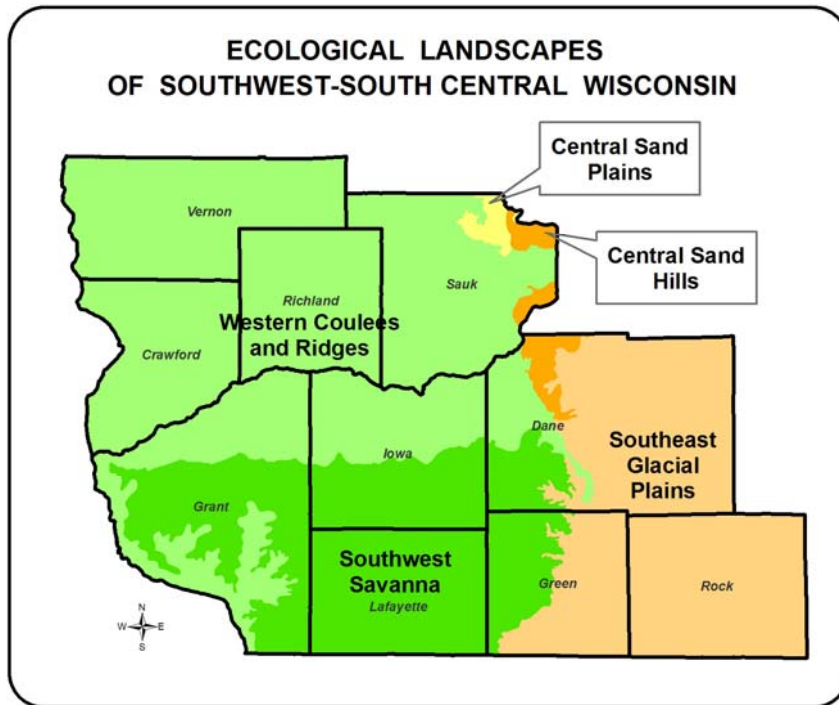 ECOLOGICAL LANDSCAPES
OF SOUTHWEST-SOUTH CENTRAL WISCONSIN
Central Sand
Plains
Vernon
Central Sand
Hills
Sauk
Richland
Western Coulees
and Ridges
Crawford
Dane
Southeast
Glacial
Plains
Iowa
Grant
Southwest
Savanna
Lafayette
Green
Rock
N
W E
S